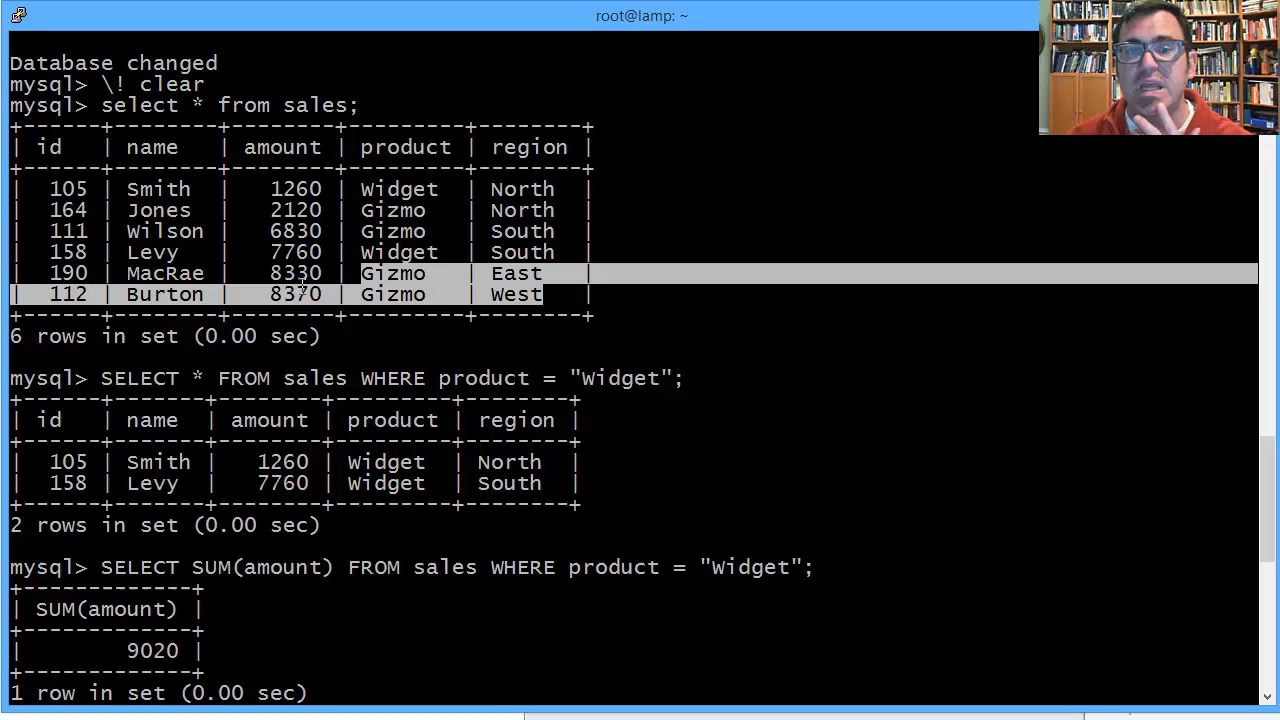 root@lamp: ~
Database changed
mysql> \! clear
mysql> select * from sales;
+------+--------+---------+---------+--------+
| id   | name   | amount  | product | region |
+------+--------+---------+---------+--------+
|  105 | Smith  |    1260 | Widget  | North  |
|  164 | Jones  |    2120 | Gizmo   | North  |
|  111 | Wilson |    6830 | Gizmo   | South  |
|  158 | Levy   |    7760 | Widget  | South  |
|  190 | MacRae |    8330 | Gizmo   | East   |
|  112 | Burton |    8370 | Gizmo   | West   |
+------+--------+---------+---------+--------+
6 rows in set (0.00 sec)
mysql> SELECT * FROM sales WHERE product = "Widget";
+------+-------+--------+---------+--------+
| id   | name  | amount | product | region |
+------+-------+--------+---------+--------+
|  105 | Smith |   1260 | Widget  | North  |
|  158 | Levy  |   7760 | Widget  | South  |
+------+-------+--------+---------+--------+
2 rows in set (0.00 sec)
mysql> SELECT SUM(amount) FROM sales WHERE product = "Widget";
+-------------+
| SUM(amount) |
+-------------+
|        9020 |
+-------------+
1 row in set (0.00 sec)